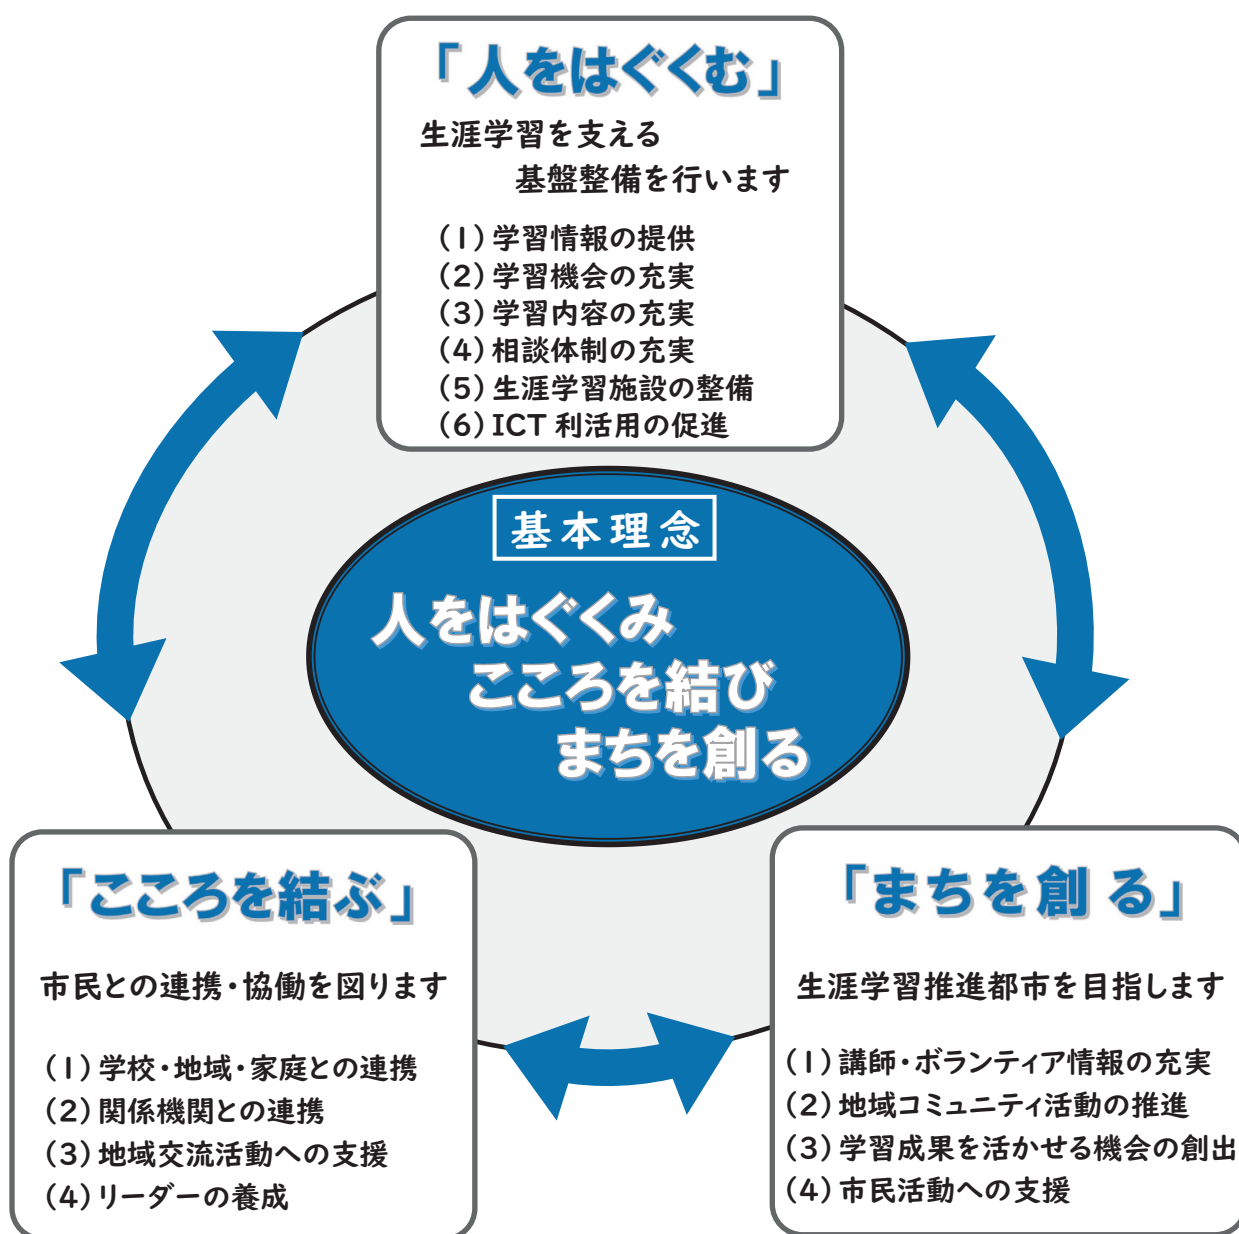 「人をはぐくむ」
生涯学習を支える
基盤整備を行います
(1)学習情報の提供
(2)学習機会の充実
(3)学習内容の充実
(4)相談体制の充実
(5)生涯学習施設の整備
(6)ICT 利活用の促進
基本理念
人をはぐくみ
こころを結び
まちを創る
「こころを結ぶ」
市民との連携・協働を図ります
(1)学校・地域・家庭との連携
(2)関係機関との連携
(3)地域交流活動への支援
(4)リーダーの養成
「まちを創る」
生涯学習推進都市を目指します
(1)講師・ボランティア情報の充実
(2)地域コミュニティ活動の推進
(3)学習成果を活かせる機会の創出
(4)市民活動への支援